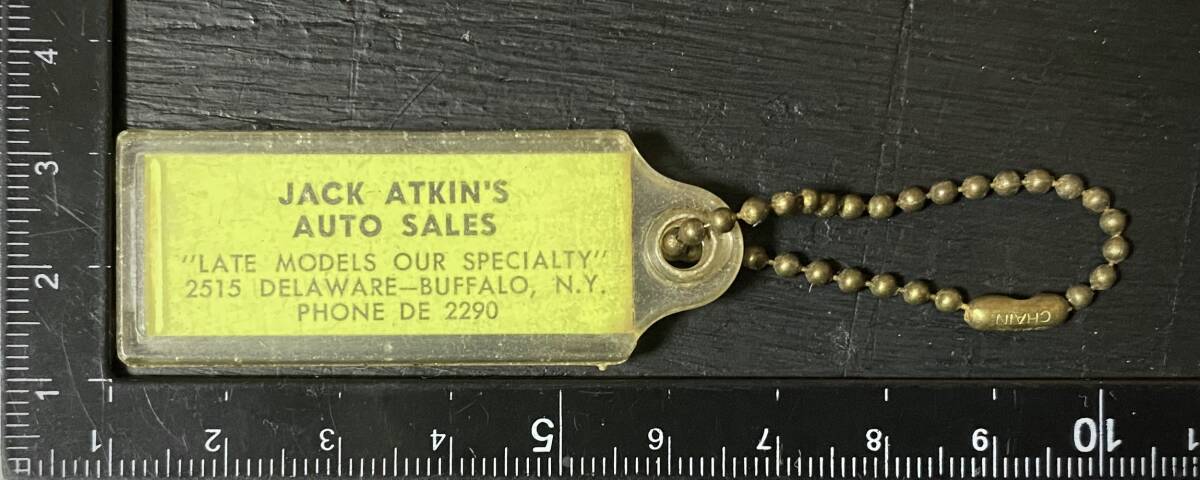 JACK ATKIN'S
AUTO SALES
"LATE MODELS OUR SPECIALTY"
2515 DELAWARE—BUFFALO, N.Y.
PHONE DE 2290
CHAIN
4
3
2
1
1 2 3 4 5 6 7 8 9 10 1